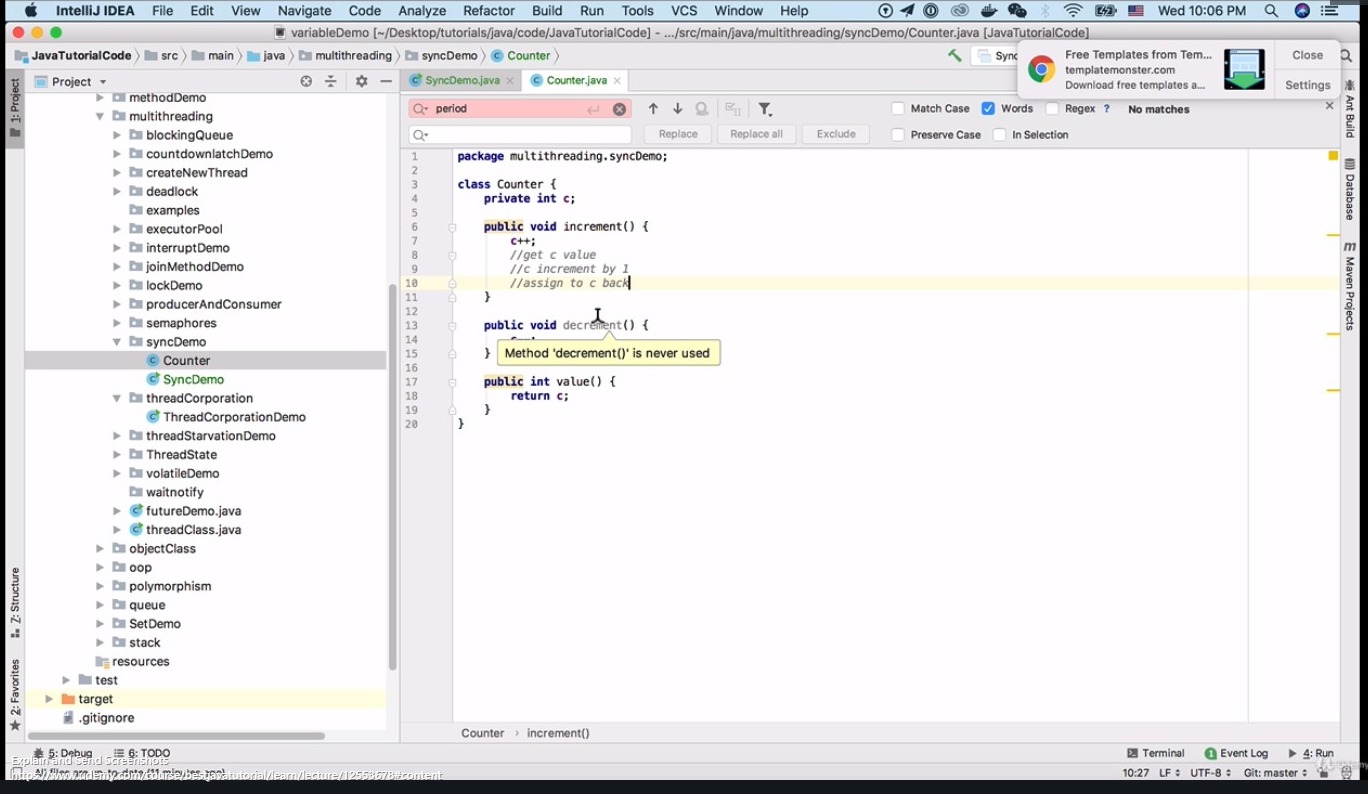 IntelliJ IDEA File Edit View Navigate Code Analyze Refactor Build Run Tools VCS Window Help Wed 10:06 PM
variableDemo [~/Desktop/tutorials/java/code/JavaTutorialCode] - .../src/main/java/multithreading/syncDemo/Counter.java [JavaTutorialCode]
JavaTutorialCode src main java multithreading syncDemo Counter Sync
Free Templates from Tem...
templatemonster.com
Download free templates a...
Close
Settings
1: Project
Project
SyncDemo.java Counter.java
period
Match Case Words Regex ? No matches
Replace Replace all Exclude Preserve Case In Selection
methodDemo
multithreading
blockingQueue
countdownlatchDemo
createNewThread
deadlock
examples
executorPool
interruptDemo
joinMethodDemo
lockDemo
producerAndConsumer
semaphores
syncDemo
Counter
SyncDemo
threadCorporation
ThreadCorporationDemo
threadStarvationDemo
ThreadState
volatileDemo
waitnotify
futureDemo.java
threadClass.java
objectClass
oop
polymorphism
queue
SetDemo
stack
resources
test
target
.gitignore
1 package multithreading.syncDemo;
2
3 class Counter {
4 private int c;
5
6 public void increment() {
7 c++;
8 //get c value
9 //c increment by 1
10 //assign to c back
11 }
12
13 public void decrement() {
14
Method 'decrement()' is never used
15 }
16
17 public int value() {
18 return c;
19 }
20 }
Ant Build
Database
Maven Projects
7: Structure
2: Favorites
Counter › increment()
5: Debug 6: TODO Terminal Event Log 4: Run
Explain and Send Screenshots
https://www.udemy.com/course/bestjavatutorial/learn/lecture/12553678#content
10:27 LF UTF-8 Git: master